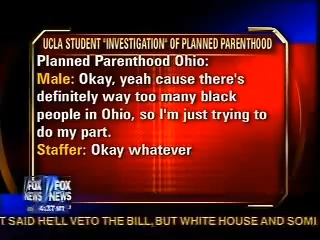 UCLA STUDENT "INVESTIGATION" OF PLANNED PARENTHOOD
Planned Parenthood Ohio:
Male: Okay, yeah cause there's
definitely way too many black
people in Ohio, so I'm just trying to
do my part.
Staffer: Okay whatever
FOX
NEWS
FOX
NEWS
4:37
T SAID HE'LL VETO THE BILL, BUT WHITE HOUSE AND SOM